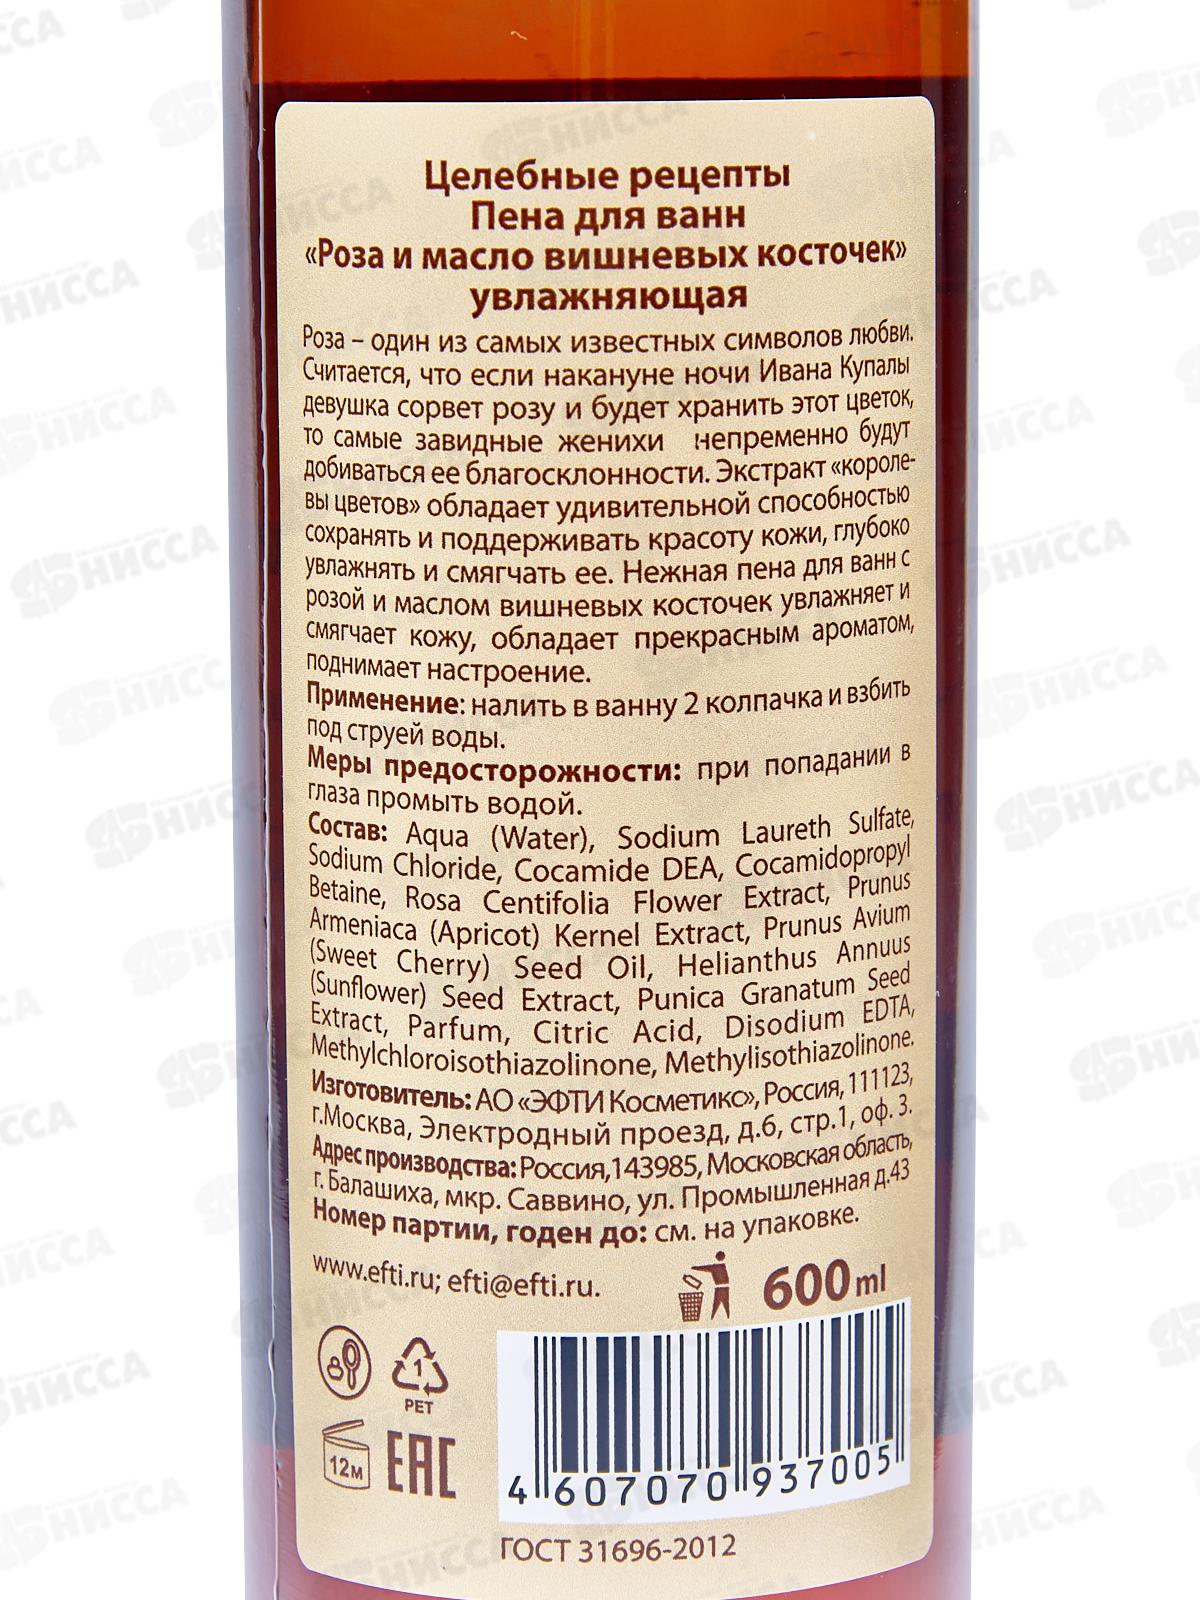 Целебные рецепты
Пена для ванн
«Роза и масло вишневых косточек»
увлажняющая
Роза – один из самых известных символов любви.
Считается, что если накануне ночи Ивана Купалы
девушка сорвет розу и будет хранить этот цветок,
то самые завидные женихи непременно будут
добиваться ее благосклонности. Экстракт «короле-
вы цветов» обладает удивительной способностью
сохранять и поддерживать красоту кожи, глубоко
увлажнять и смягчать ее. Нежная пена для ванн с
розой и маслом вишневых косточек увлажняет и
смягчает кожу, обладает прекрасным ароматом,
поднимает настроение.
Применение: налить в ванну 2 колпачка и взбить
под струей воды.
Меры предосторожности: при попадании в
глаза промыть водой.
Состав: Aqua (Water), Sodium Laureth Sulfate,
Sodium Chloride, Cocamide DEA, Cocamidopropyl
Betaine, Rosa Centifolia Flower Extract, Prunus
Armeniaca (Apricot) Kernel Extract, Prunus Avium
(Sweet Cherry) Seed Oil, Helianthus Annuus
(Sunflower) Seed Extract, Punica Granatum Seed
Extract, Parfum, Citric Acid, Disodium EDTA,
Methylchloroisothiazolinone, Methylisothiazolinone.
Изготовитель: АО «ЭФТИ Косметикс», Россия, 111123,
г.Москва, Электродный проезд, д.6, стр.1, оф. 3.
Адрес производства: Россия,143985, Московская область,
г. Балашиха, мкр. Саввино, ул. Промышленная д.43
Номер партии, годен до: см. на упаковке.
www.efti.ru; efti@efti.ru.
600 ml
1
PET
12м
EAC
4 607070 937005
ГОСТ 31696-2012
НИССА